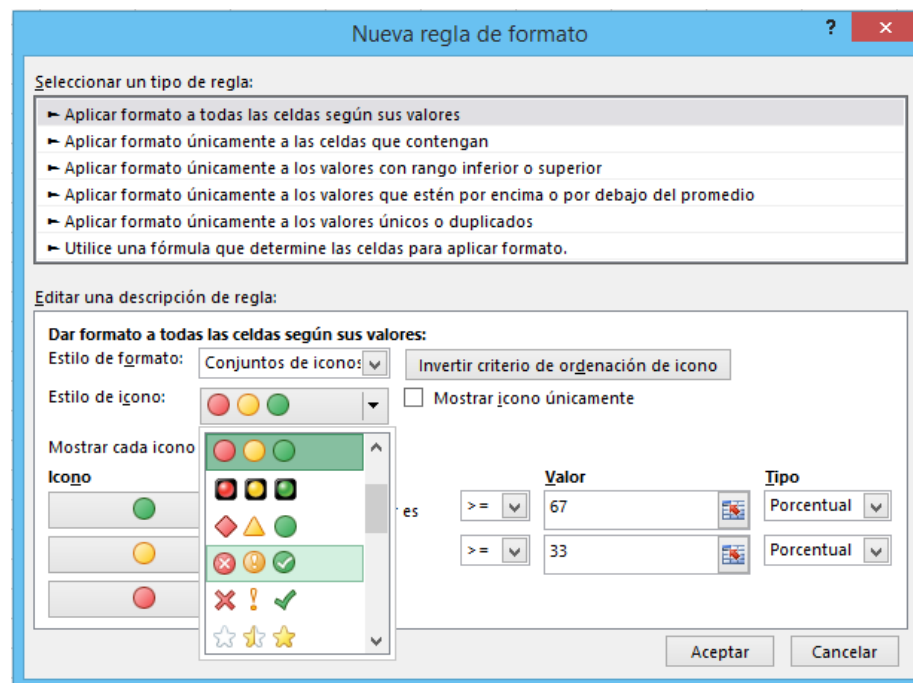 Nueva regla de formato
?
Seleccionar un tipo de regla:
► Aplicar formato a todas las celdas según sus valores
► Aplicar formato únicamente a las celdas que contengan
► Aplicar formato únicamente a los valores con rango inferior o superior
► Aplicar formato únicamente a los valores que estén por encima o por debajo del promedio
► Aplicar formato únicamente a los valores únicos o duplicados
► Utilice una fórmula que determine las celdas para aplicar formato.
Editar una descripción de regla:
Dar formato a todas las celdas según sus valores:
Estilo de formato: Conjuntos de iconos Invertir criterio de ordenación de icono
Estilo de icono: Mostrar icono únicamente
Mostrar cada icono
Icono Valor Tipo
es >= 67 Porcentual
>= 33 Porcentual
Aceptar Cancelar